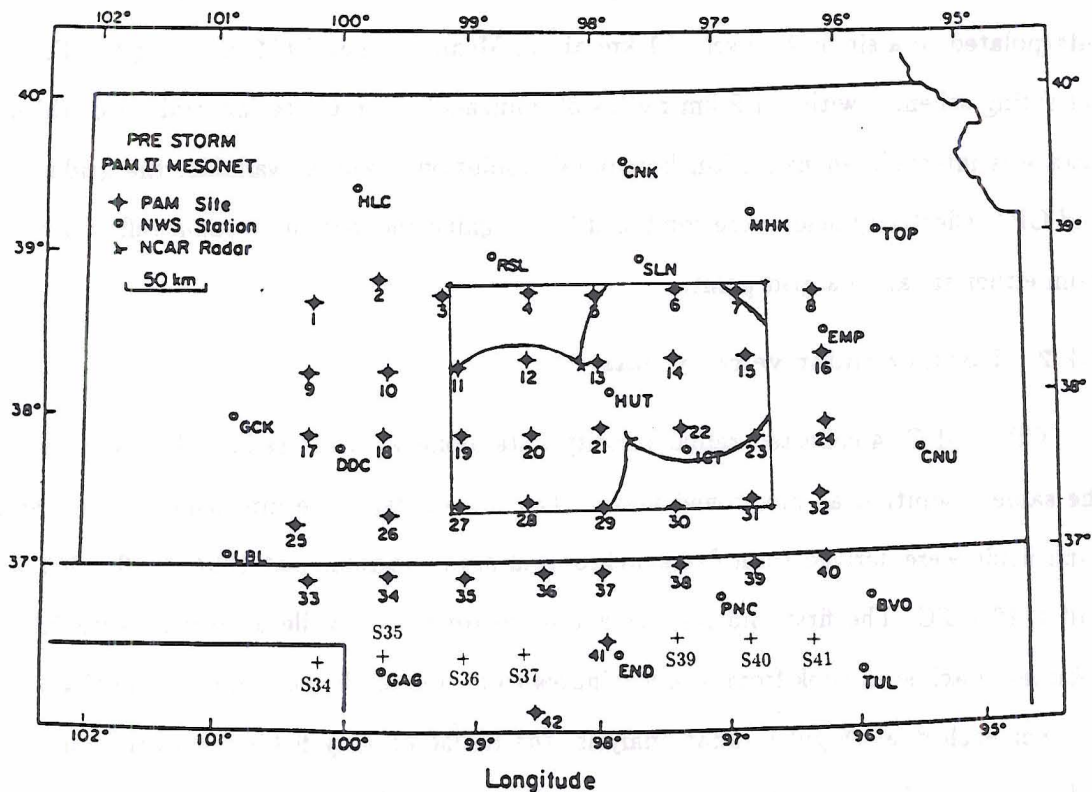 102° 101° 100° 99° 98° 97° 96° 95°
40° 40°
PRE STORM
PAM II MESONET
PAM Site
NWS Station
NCAR Radar
50 km
CNK
HLC
MHK
TOP
39° 39°
RSL SLN
1 2 3 4 5 6 7 8
EMP
9 10 11 12 13 14 15 16
HUT
38° 38°
GCK
17 18 19 20 21 22 23 24
DDC ICT CNU
25 26 27 28 29 30 31 32
LBL
37° 37°
33 34 35 36 37 38 39 40
PNC BVO
S34 S35 S36 S37 41 S39 S40 S41
GAG END TUL
42
102° 101° 100° 99° 98° 97° 96° 95°
Longitude